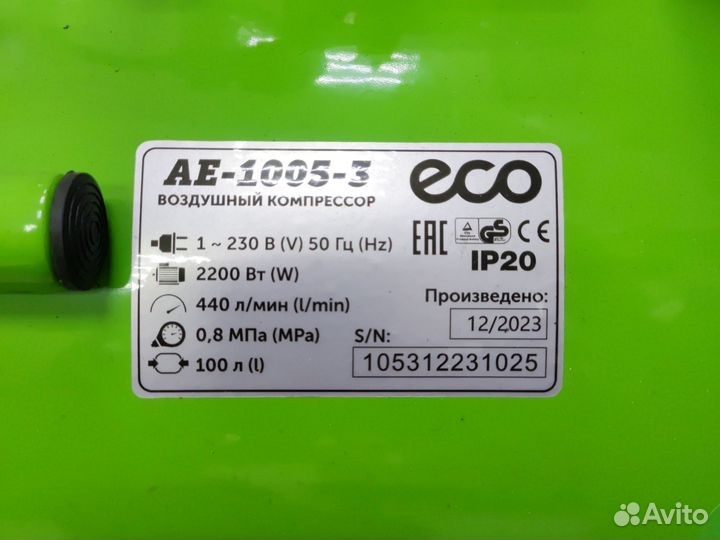 AE-1005-3
ВОЗДУШНЫЙ КОМПРЕССОР
eco
1 ~ 230 В (V) 50 Гц (Hz)
2200 Вт (W)
440 л/мин (l/min)
0,8 МПа (MPa)
100 л (l)
EAC
GS
CE
IP20
Произведено:
12/2023
S/N:
105312231025
Avito